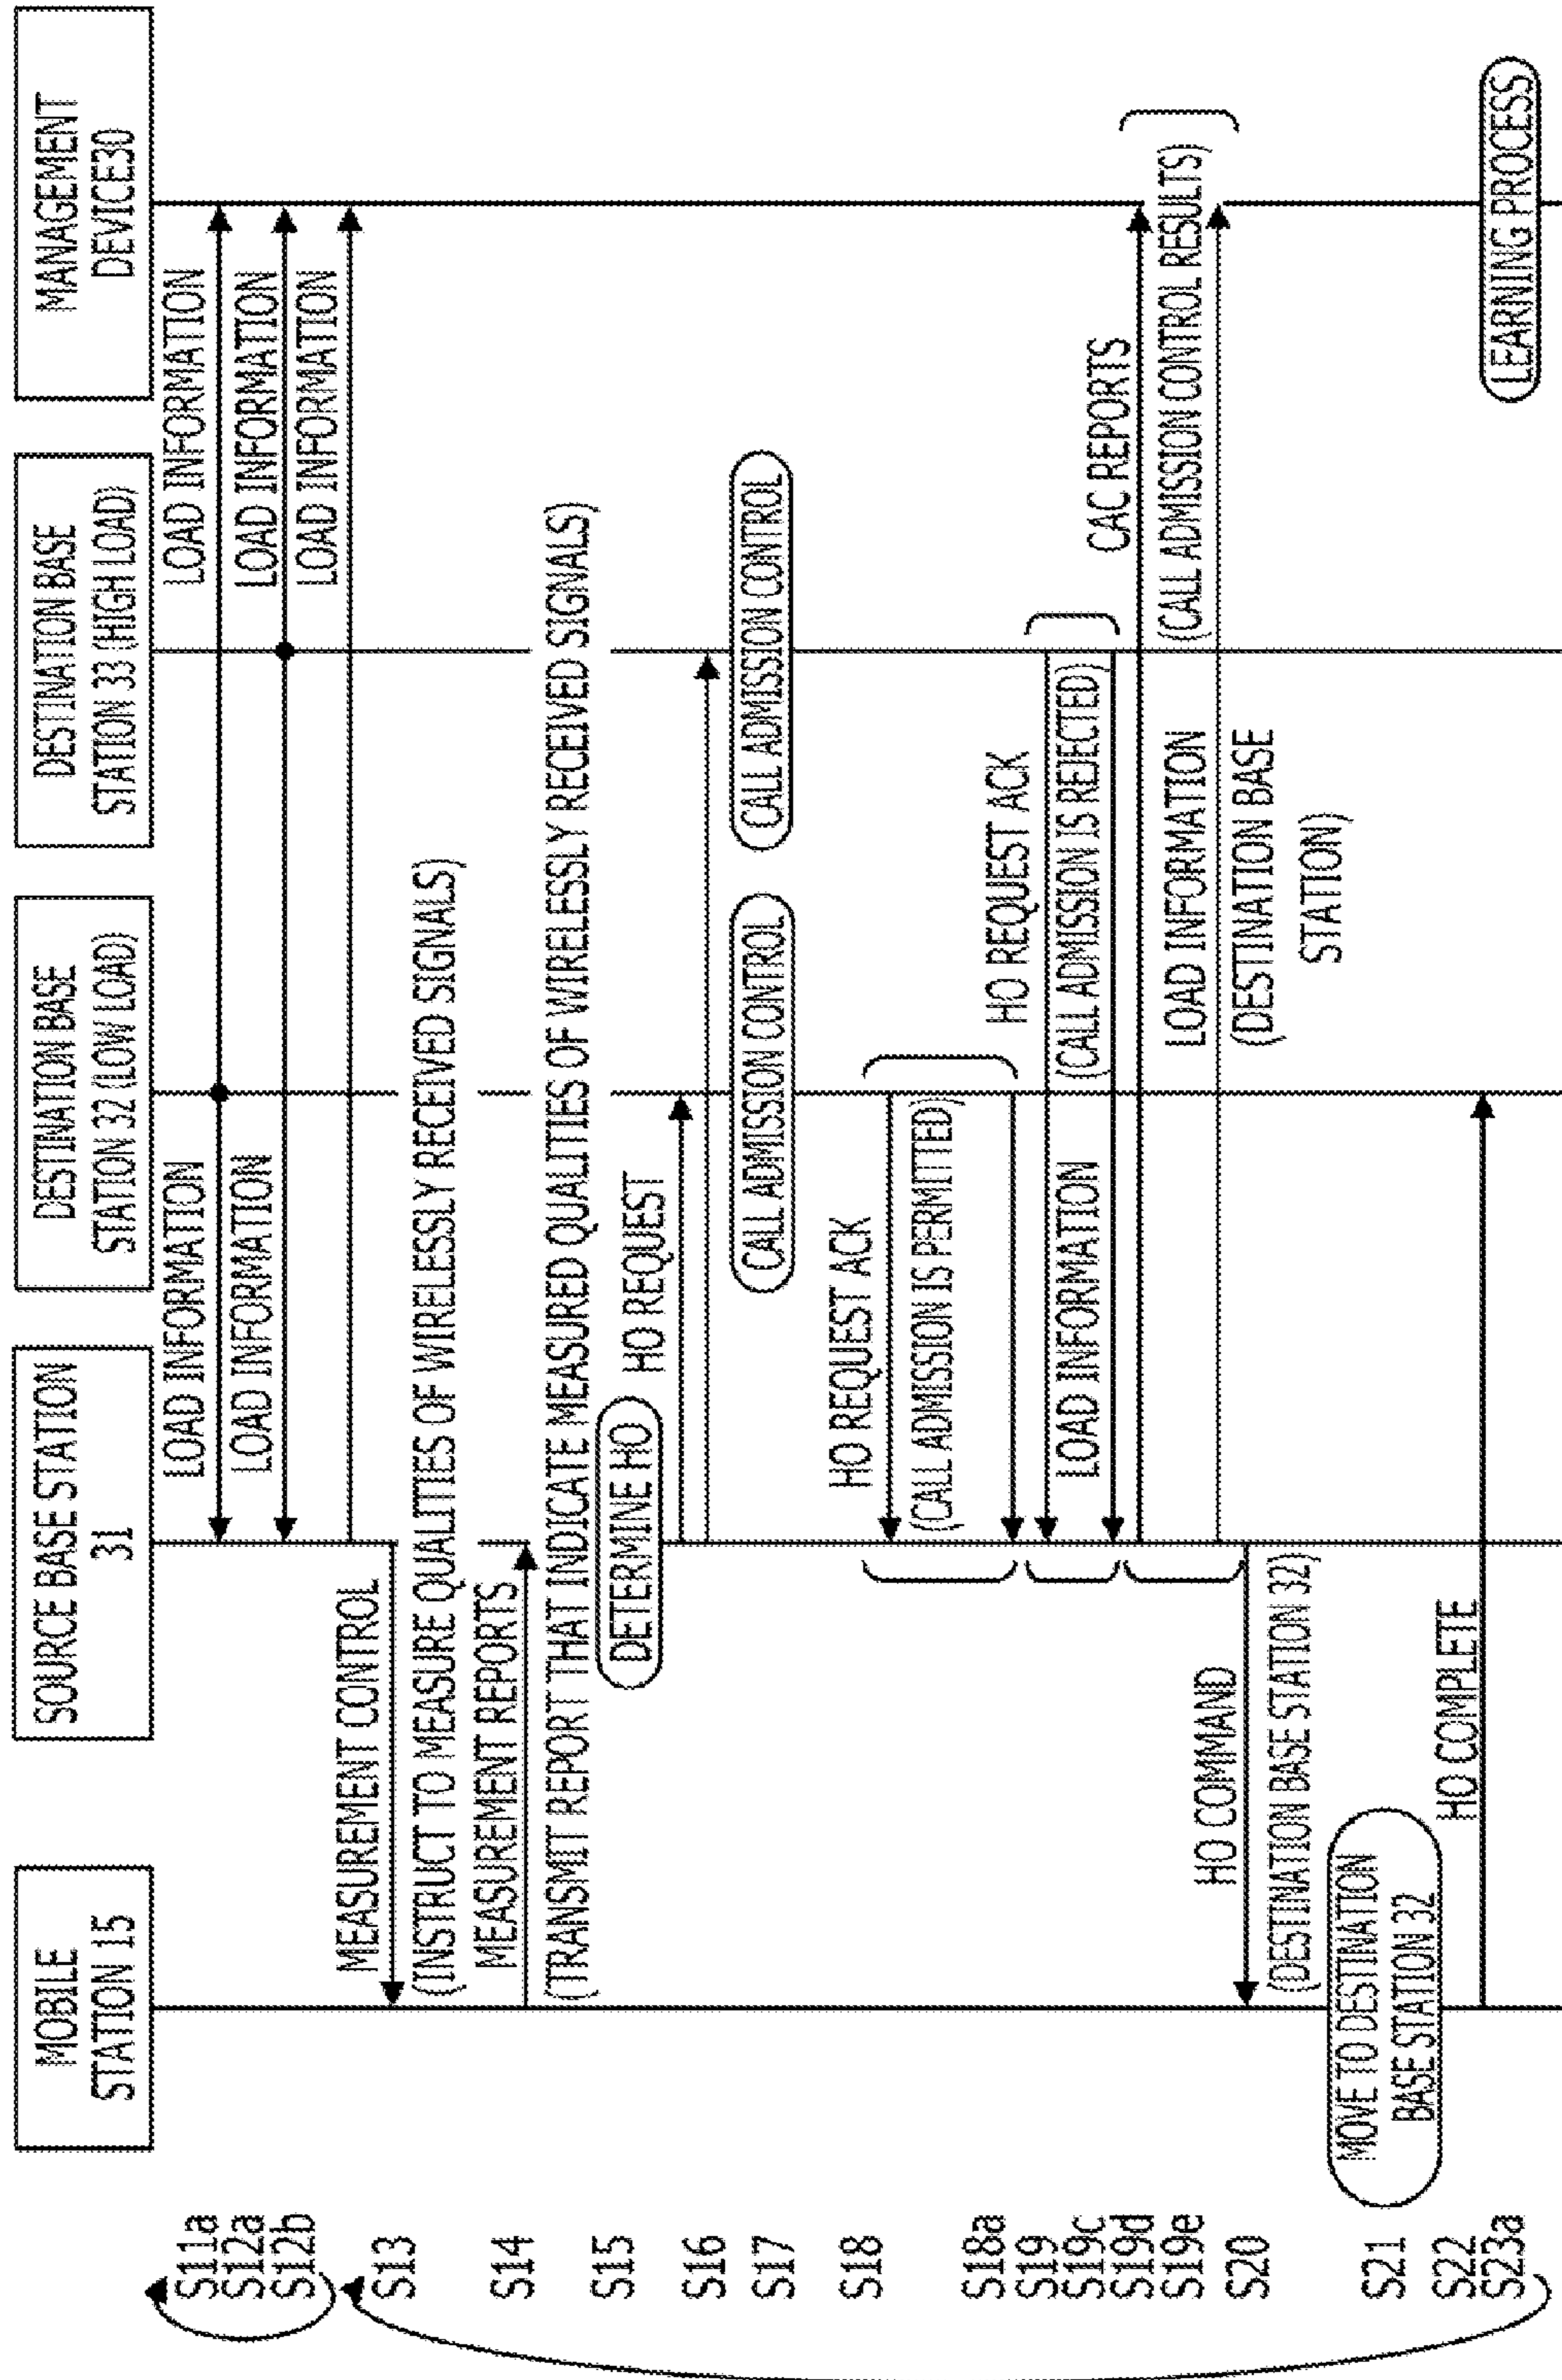 MOBILE
STATION 15
SOURCE BASE STATION
31
DESTINATION BASE
STATION 32 (LOW LOAD)
DESTINATION BASE
STATION 33 (HIGH LOAD)
MANAGEMENT
DEVICE30
S11a
LOAD INFORMATION
LOAD INFORMATION
S12a
LOAD INFORMATION
LOAD INFORMATION
S12b
LOAD INFORMATION
S13
MEASUREMENT CONTROL
(INSTRUCT TO MEASURE QUALITIES OF WIRELESSLY RECEIVED SIGNALS)
S14
MEASUREMENT REPORTS
(TRANSMIT REPORT THAT INDICATE MEASURED QUALITIES OF WIRELESSLY RECEIVED SIGNALS)
S15
DETERMINE HO
S16
HO REQUEST
S17
CALL ADMISSION CONTROL
CALL ADMISSION CONTROL
S18
HO REQUEST ACK
(CALL ADMISSION IS PERMITTED)
S18a
S19
HO REQUEST ACK
(CALL ADMISSION IS REJECTED)
S19c
LOAD INFORMATION
S19d
CAC REPORTS
(CALL ADMISSION CONTROL RESULTS)
S19e
LOAD INFORMATION
(DESTINATION BASE
STATION)
S20
HO COMMAND
(DESTINATION BASE STATION 32)
S21
MOVE TO DESTINATION
BASE STATION 32
S22
HO COMPLETE
S23a
LEARNING PROCESS